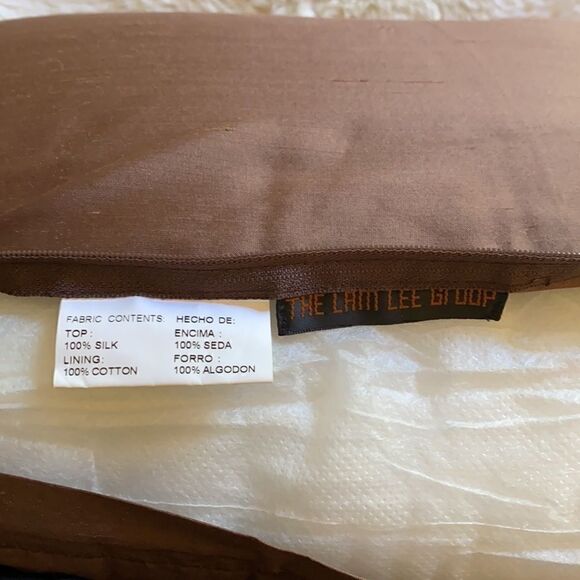 FABRIC CONTENTS: HECHO DE:
TOP : ENCIMA :
100% SILK 100% SEDA
LINING: FORRO :
100% COTTON 100% ALGODON
THE LAM LEE GROUP